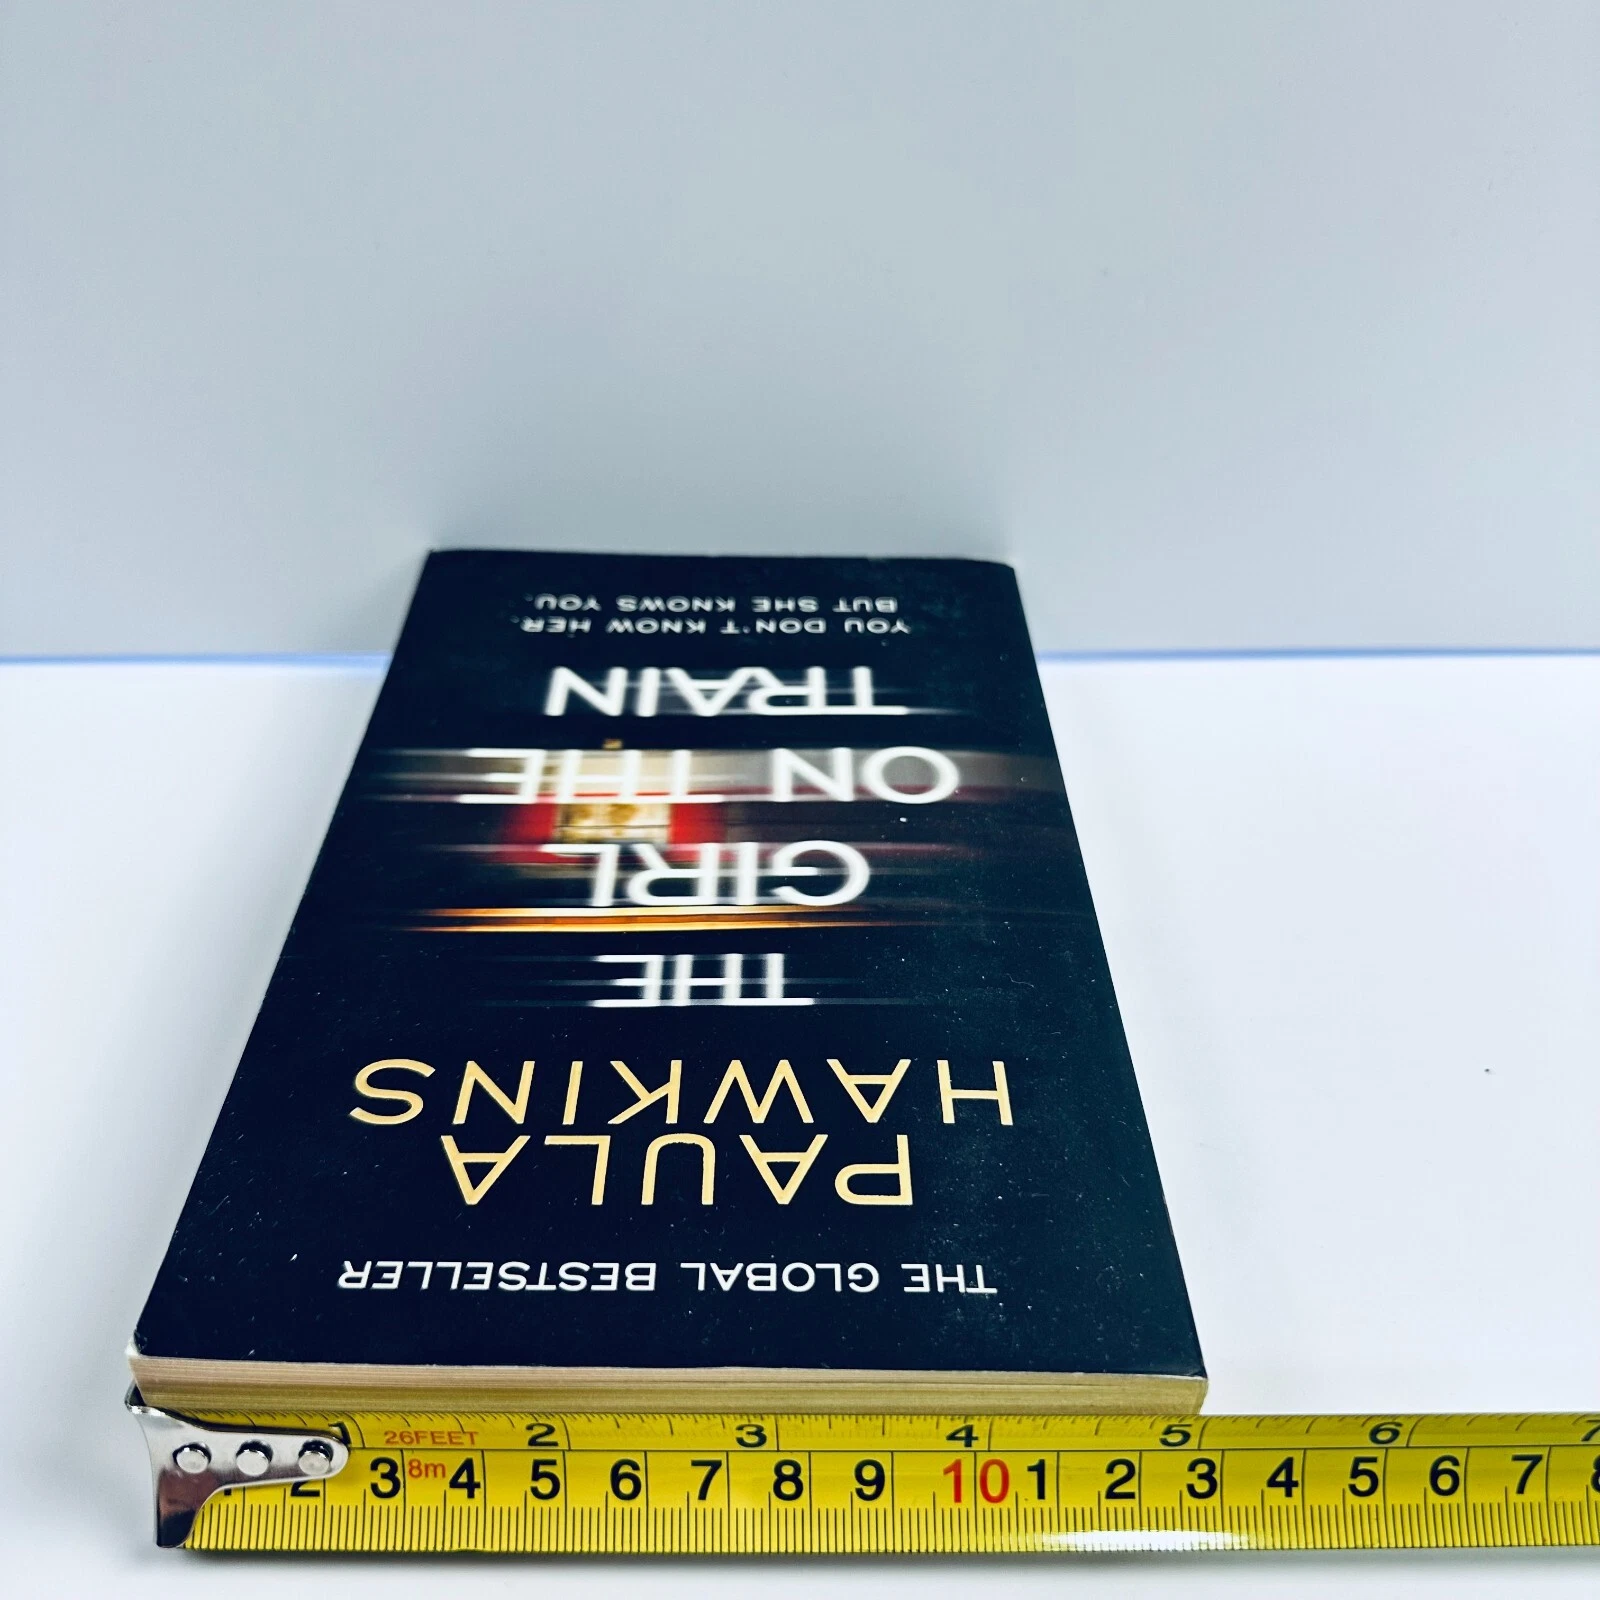 THE GLOBAL BESTSELLER
PAULA
HAWKINS
THE
GIRL
ON THE
TRAIN
YOU DON'T KNOW HER.
BUT SHE KNOWS YOU.
1 26FEET 2 3 4 5 6 7
1 2 3 8m 4 5 6 7 8 9 10 1 2 3 4 5 6 7 8